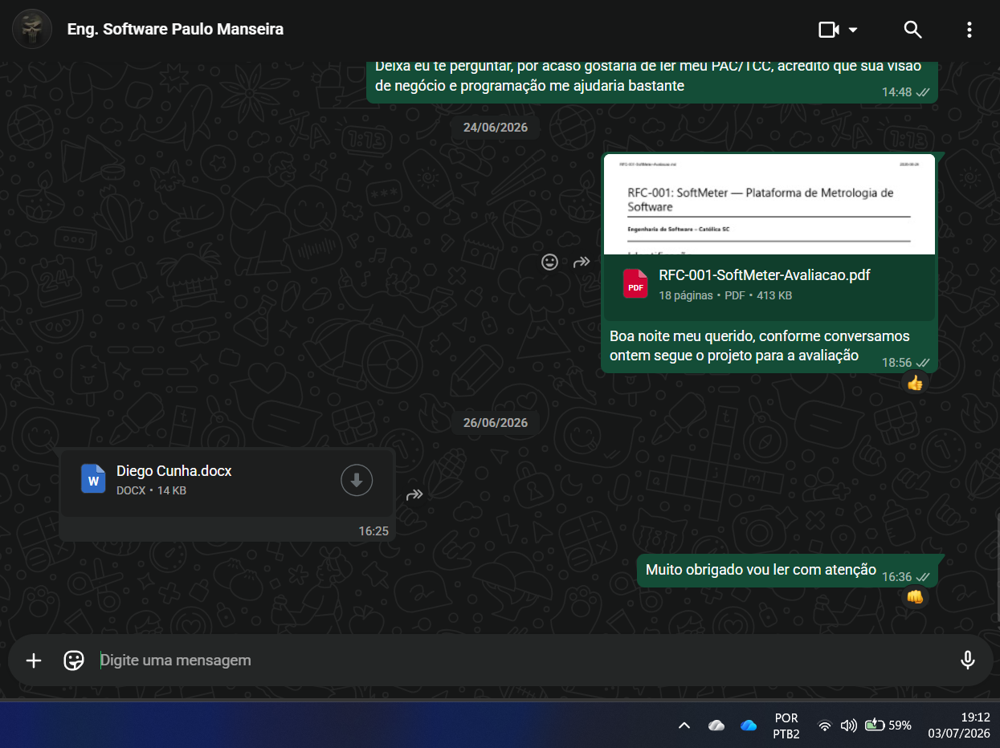 Eng. Software Paulo Manseira
Deixa eu te perguntar, por acaso gostaria de ler meu PAC/TCC, acredito que sua visão
de negócio e programação me ajudaria bastante
14:48
24/06/2026
RFC-001-SoftMeter-Avaliacao.md
2026-06-24
RFC-001: SoftMeter — Plataforma de Metrologia de
Software
Engenharia de Software – Católica SC
Identificação
PDF
RFC-001-SoftMeter-Avaliacao.pdf
18 páginas • PDF • 413 KB
Boa noite meu querido, conforme conversamos
ontem segue o projeto para a avaliação
18:56
26/06/2026
W
Diego Cunha.docx
DOCX • 14 KB
16:25
Muito obrigado vou ler com atenção
16:36
Digite uma mensagem
POR
PTB2
59%
19:12
03/07/2026